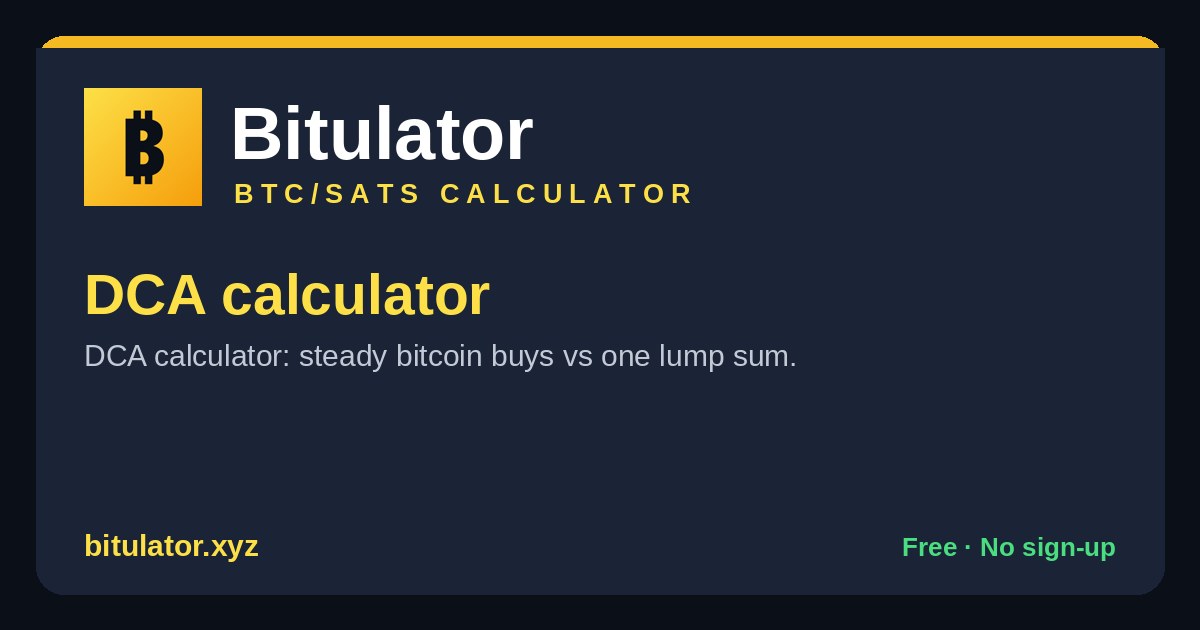 Bitulator
BTC/SATS CALCULATOR
DCA calculator
DCA calculator: steady bitcoin buys vs one lump sum.
bitulator.xyz
Free · No sign-up